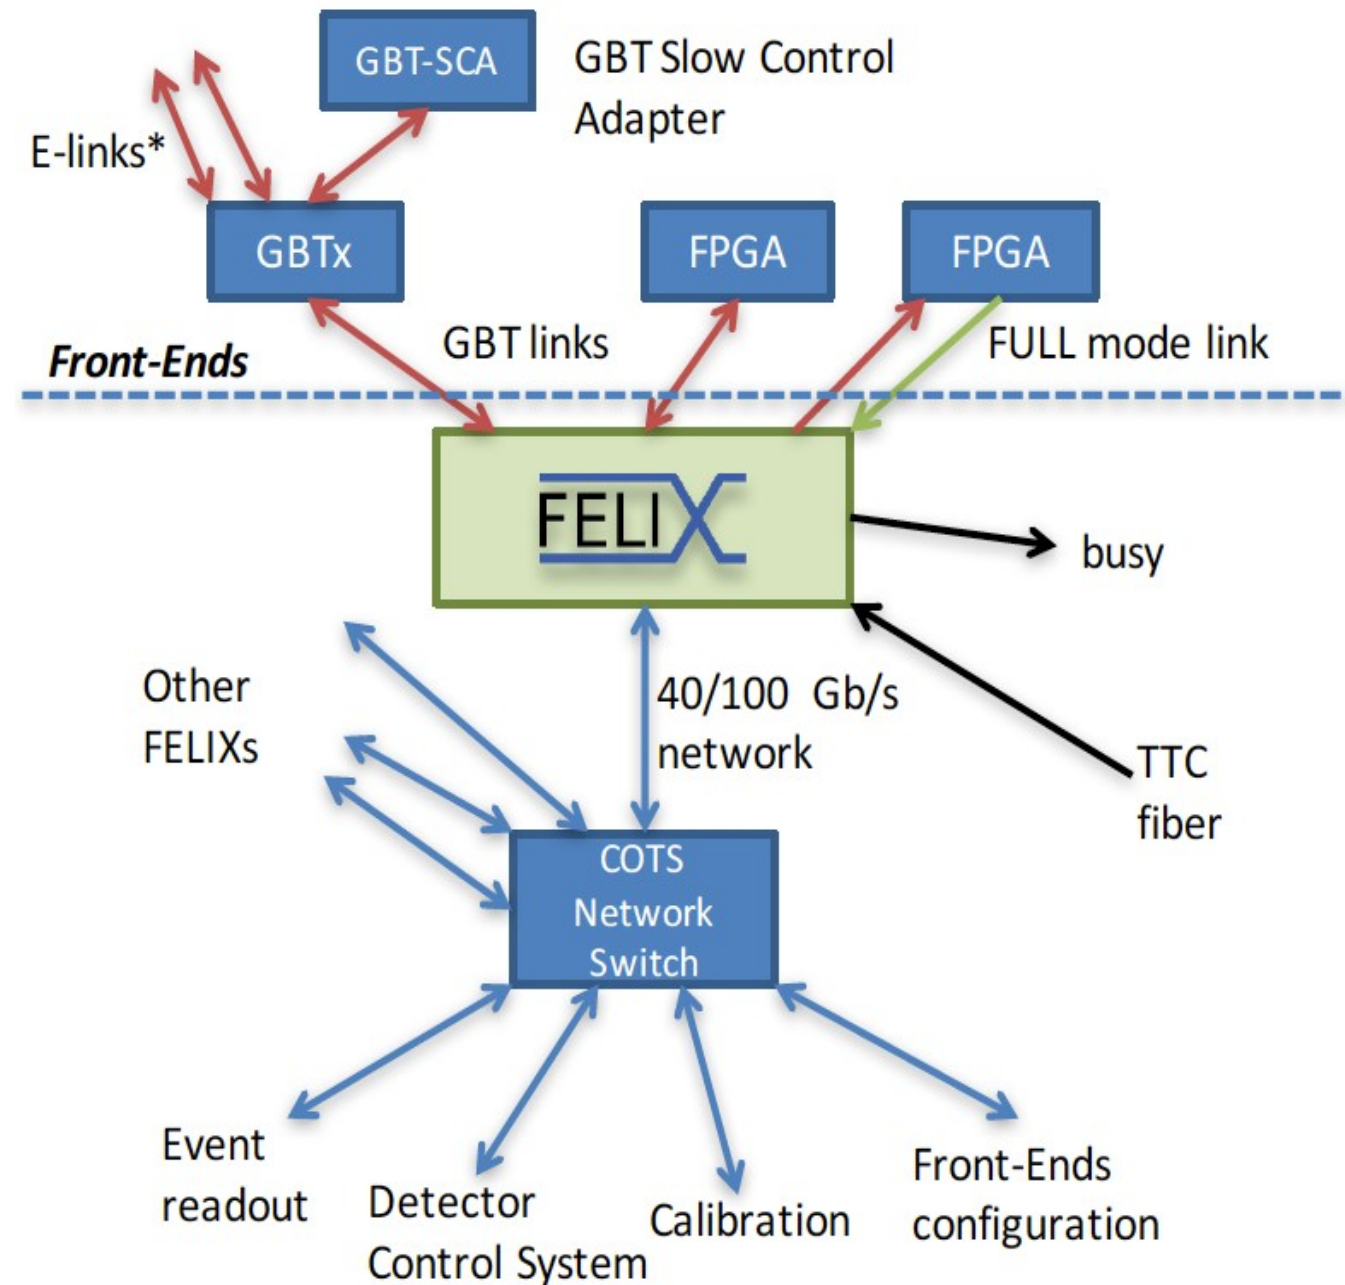 GBT-SCA
GBT Slow Control
Adapter
E-links*
GBTx
FPGA
FPGA
GBT links
FULL mode link
Front-Ends
FELIX
busy
Other
FELIXs
40/100 Gb/s
network
TTC
fiber
COTS
Network
Switch
Event
readout
Detector
Control System
Calibration
Front-Ends
configuration